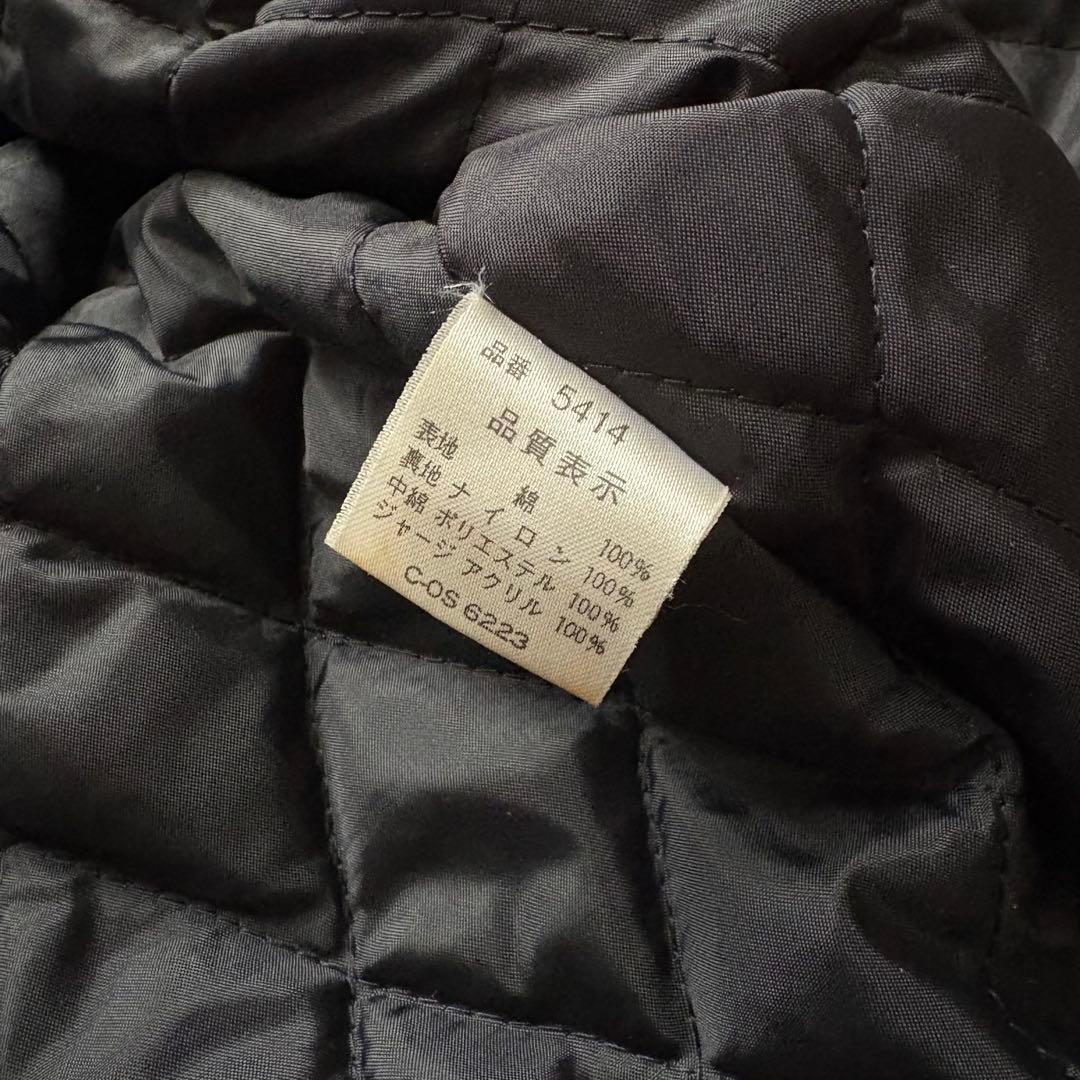 品番 5414
品質表示
表地 綿 100%
裏地 ナイロン 100%
中綿 ポリエステル 100%
ジャージ アクリル 100%
C-OS 6223